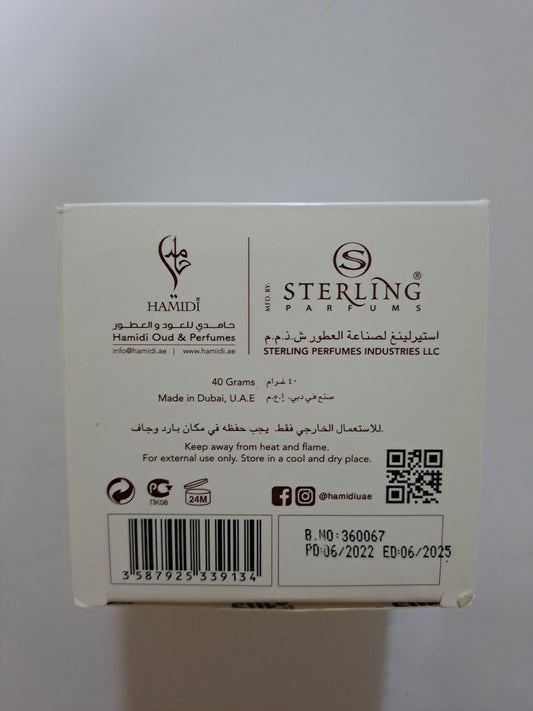 حامدي
HAMIDI
حامدي للعود و العطور
Hamidi Oud & Perfumes
info@hamidi.ae | www.hamidi.ae
MFD. BY:
S
STERLING®
PARFUMS
استيرلينغ لصناعة العطور ش.ذ.م.م
STERLING PERFUMES INDUSTRIES LLC
40 Grams ٤٠ غرام
Made in Dubai, U.A.E صنع في دبي، إ.ع.م
للاستعمال الخارجي فقط. يجب حفظه في مكان بارد وجاف.
Keep away from heat and flame.
For external use only. Store in a cool and dry place.
ПК08
24M
@hamidiuae
3 587925 339134
B.NO:360067
PD:06/2022 ED:06/2025